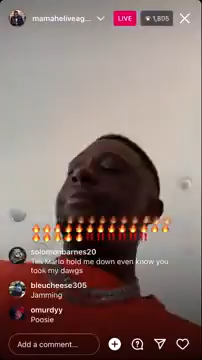 mamaheliveag...
LIVE
1,805
solomonbarnes20
Tell Marlo hold me down even know you
took my dawgs
bleucheese305
Jamming
omurdyy
Poosie
Add a comment...